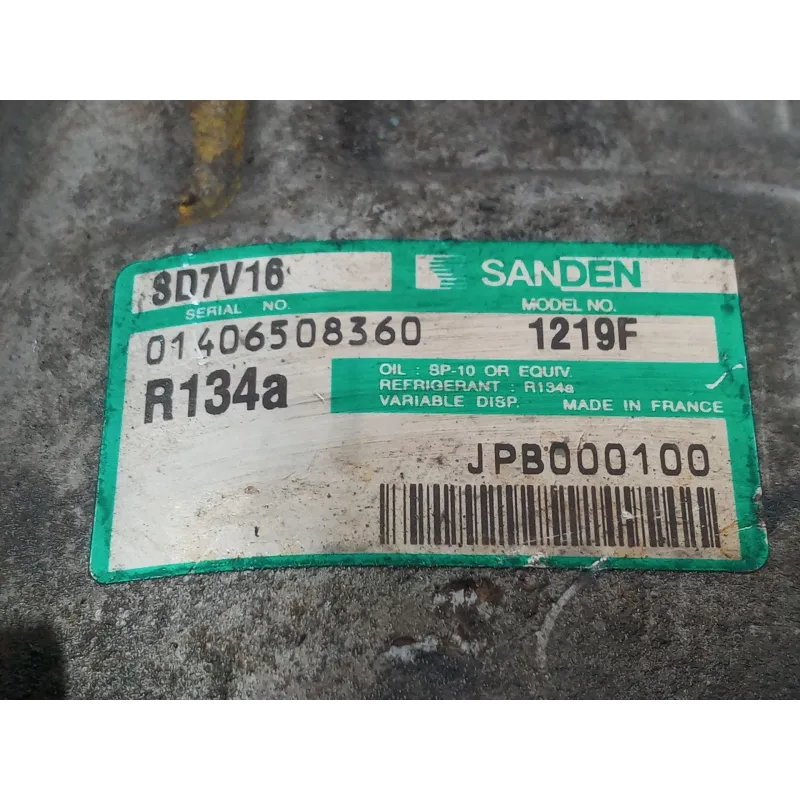 SD7V16 SANDEN
SERIAL NO. MODEL NO.
01406508360 1219F
R134a
OIL : SP-10 OR EQUIV.
REFRIGERANT : R134a
VARIABLE DISP. MADE IN FRANCE
JPB000100